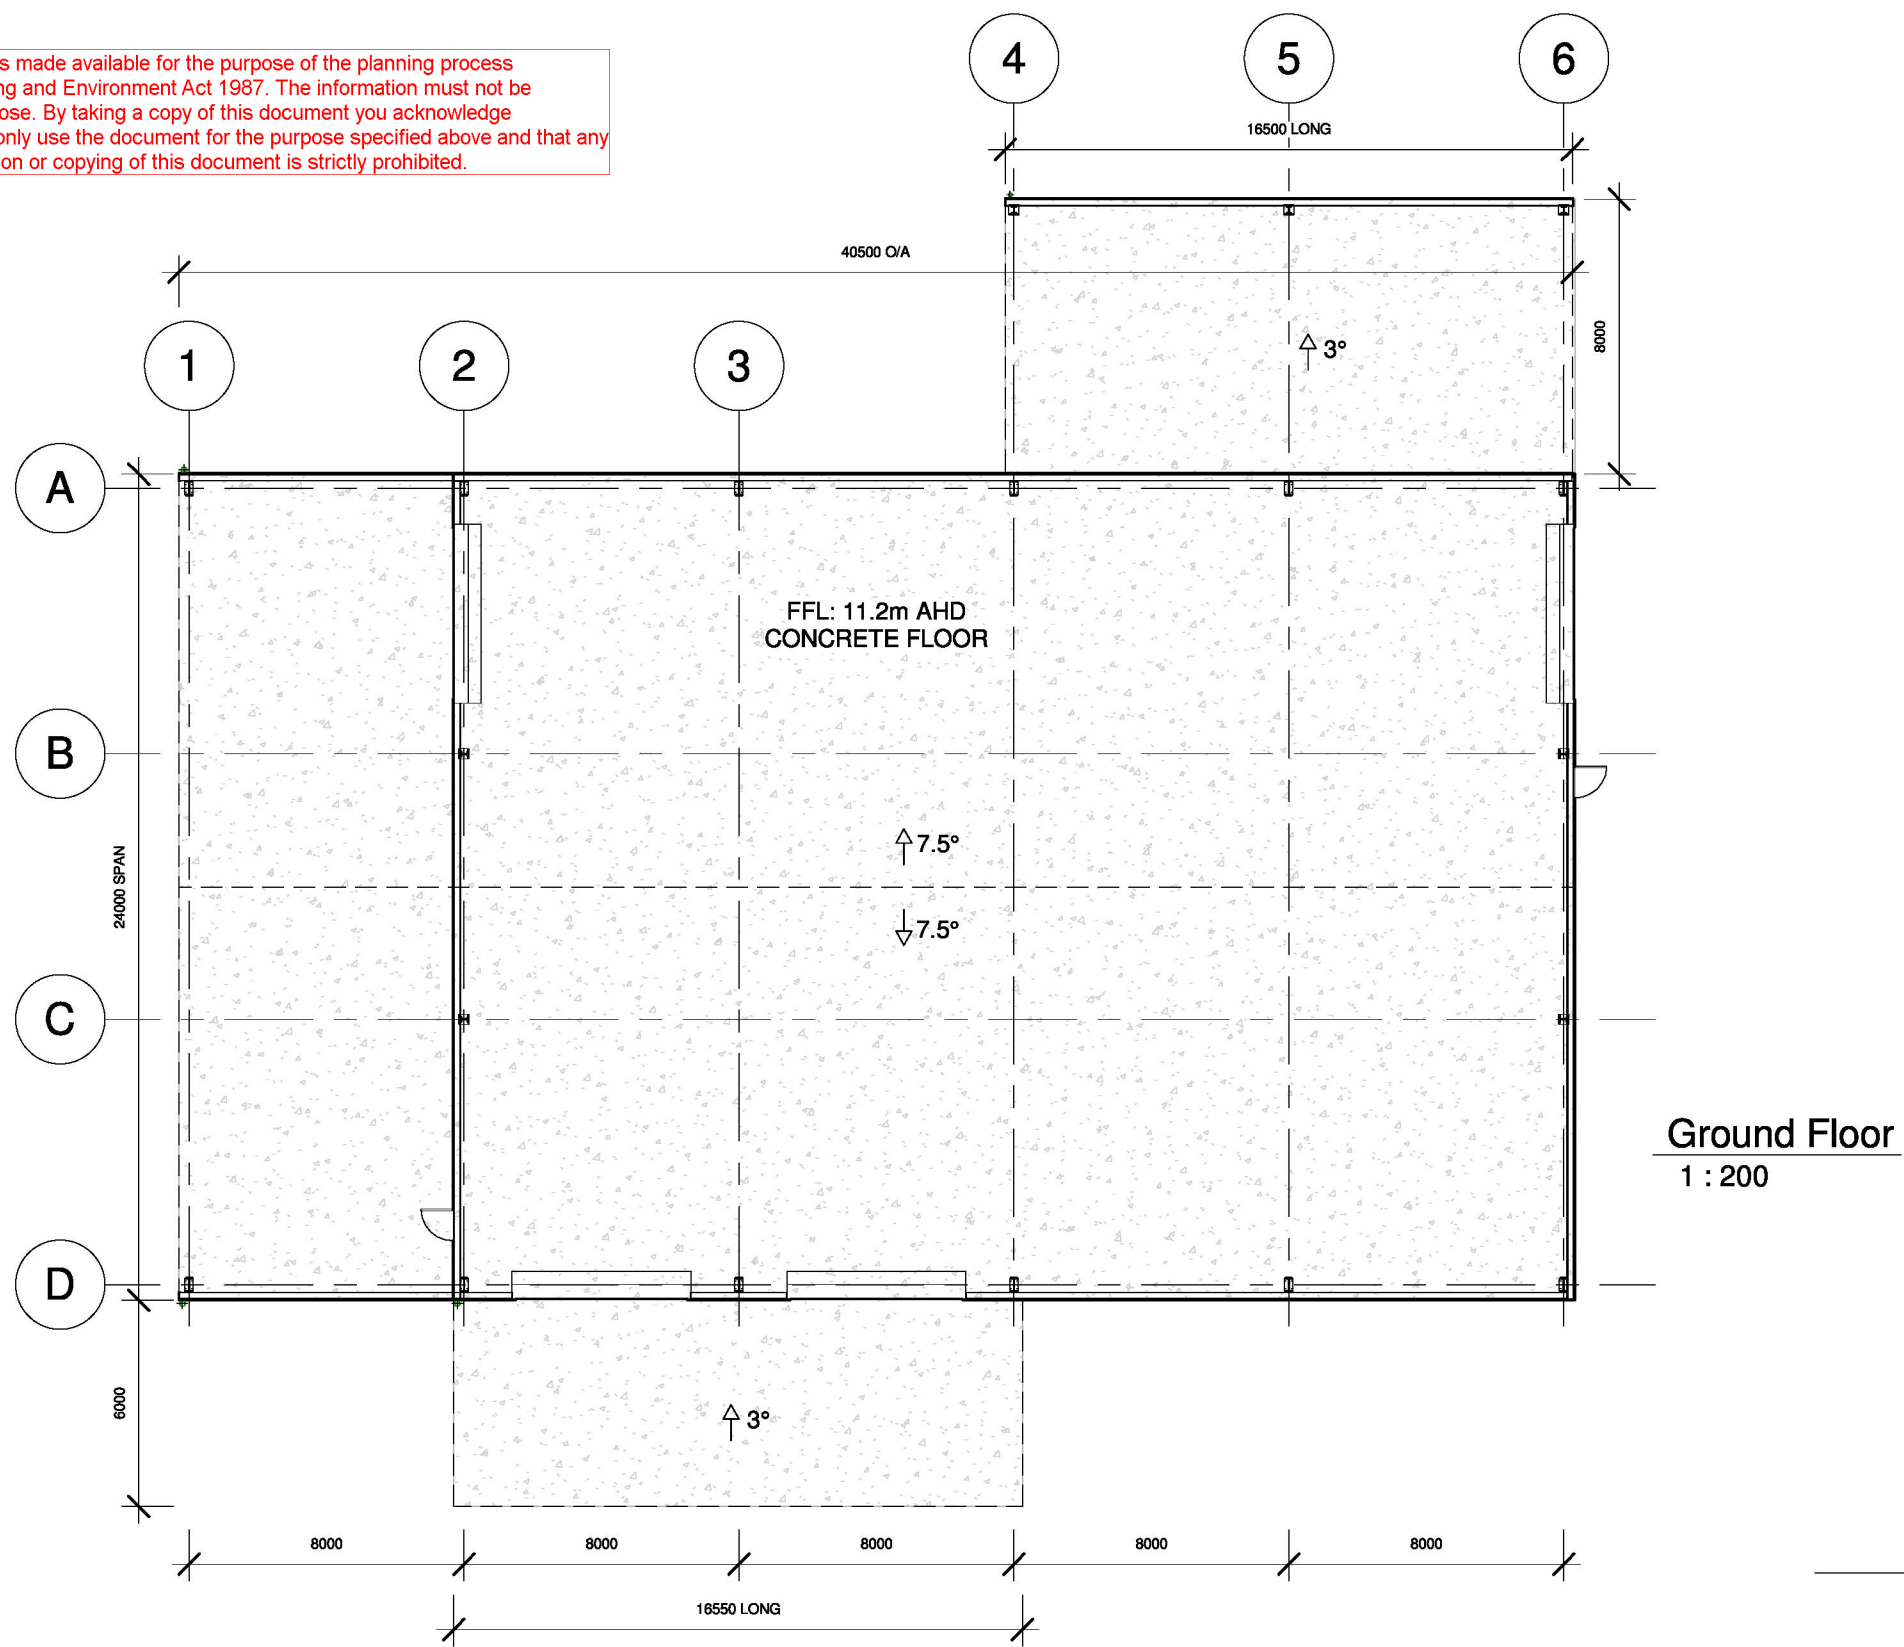 s made available for the purpose of the planning process
ng and Environment Act 1987. The information must not be
ose. By taking a copy of this document you acknowledge
only use the document for the purpose specified above and that any
on or copying of this document is strictly prohibited.
4
5
6
16500 LONG
40500 O/A
8000
3°
1
2
3
A
FFL: 11.2m AHD
CONCRETE FLOOR
B
7.5°
24000 SPAN
7.5°
C
Ground Floor
1 : 200
D
6000
3°
8000
8000
8000
8000
8000
16550 LONG